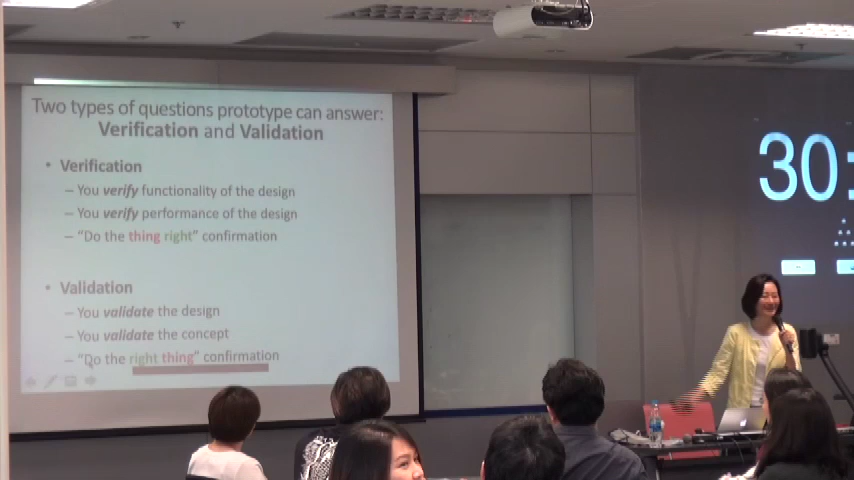 Two types of questions prototype can answer:
Verification and Validation
• Verification
– You verify functionality of the design
– You verify performance of the design
– “Do the thing right” confirmation
• Validation
– You validate the design
– You validate the concept
– “Do the right thing” confirmation
30: